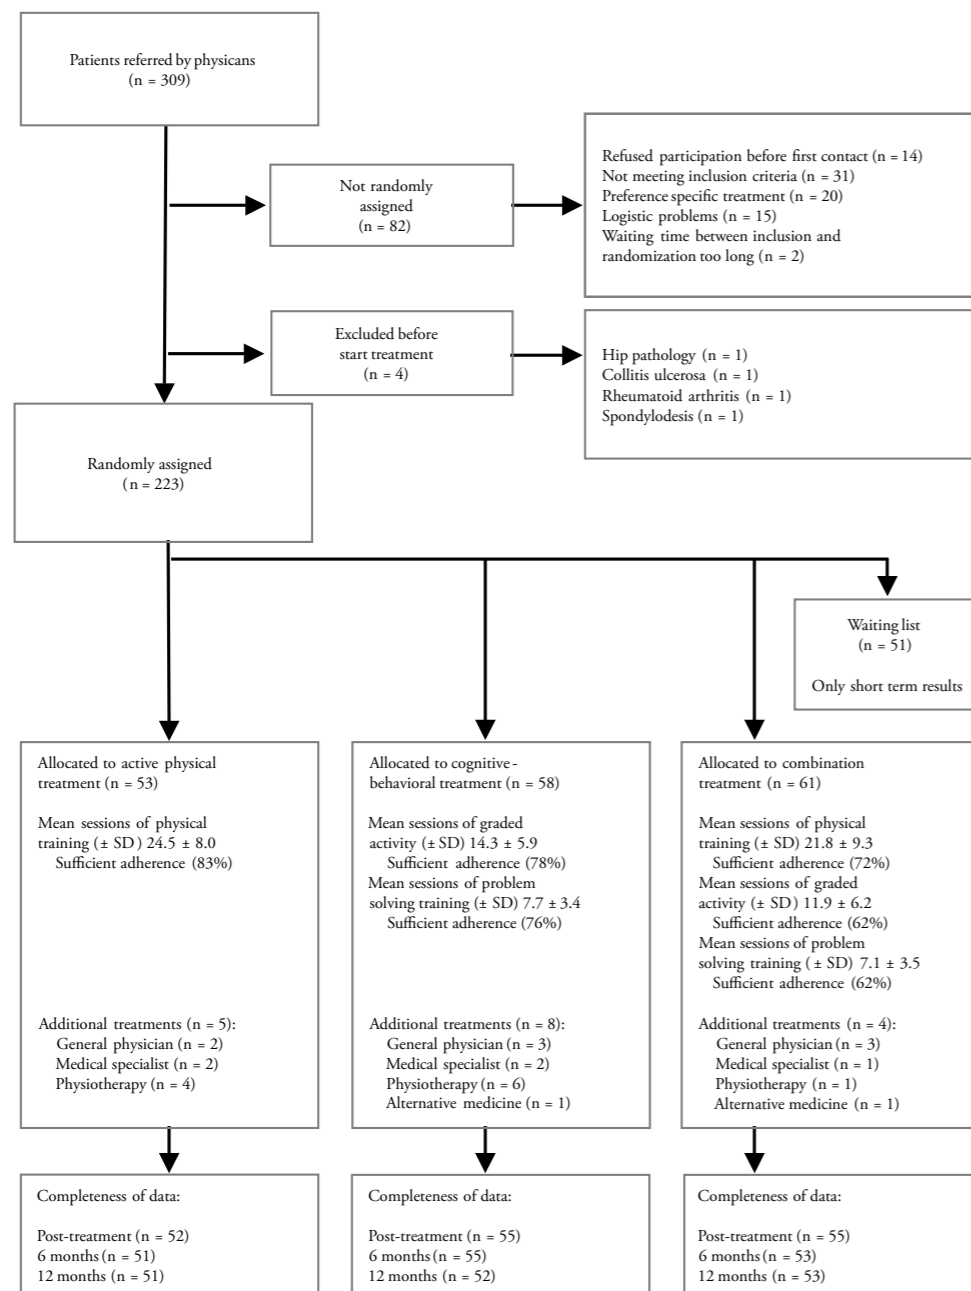 Patients referred by physicans
(n = 309)
Not randomly
assigned
(n = 82)
Refused participation before first contact (n = 14)
Not meeting inclusion criteria (n = 31)
Preference specific treatment (n = 20)
Logistic problems (n = 15)
Waiting time between inclusion and
randomization too long (n = 2)
Excluded before
start treatment
(n = 4)
Hip pathology (n = 1)
Collitis ulcerosa (n = 1)
Rheumatoid arthritis (n = 1)
Spondylodesis (n = 1)
Randomly assigned
(n = 223)
Waiting list
(n = 51)
Only short term results
Allocated to active physical
treatment (n = 53)
Mean sessions of physical
training (± SD) 24.5 ± 8.0
Sufficient adherence (83%)
Additional treatments (n = 5):
General physician (n = 2)
Medical specialist (n = 2)
Physiotherapy (n = 4)
Allocated to cognitive-
behavioral treatment (n = 58)
Mean sessions of graded
activity (± SD) 14.3 ± 5.9
Sufficient adherence (78%)
Mean sessions of problem
solving training (± SD) 7.7 ± 3.4
Sufficient adherence (76%)
Additional treatments (n = 8):
General physician (n = 3)
Medical specialist (n = 2)
Physiotherapy (n = 6)
Alternative medicine (n = 1)
Allocated to combination
treatment (n = 61)
Mean sessions of physical
training (± SD) 21.8 ± 9.3
Sufficient adherence (72%)
Mean sessions of graded
activity (± SD) 11.9 ± 6.2
Sufficient adherence (62%)
Mean sessions of problem
solving training (± SD) 7.1 ± 3.5
Sufficient adherence (62%)
Additional treatments (n = 4):
General physician (n = 3)
Medical specialist (n = 1)
Physiotherapy (n = 1)
Alternative medicine (n = 1)
Completeness of data:
Post-treatment (n = 52)
6 months (n = 51)
12 months (n = 51)
Completeness of data:
Post-treatment (n = 55)
6 months (n = 55)
12 months (n = 52)
Completeness of data:
Post-treatment (n = 55)
6 months (n = 53)
12 months (n = 53)